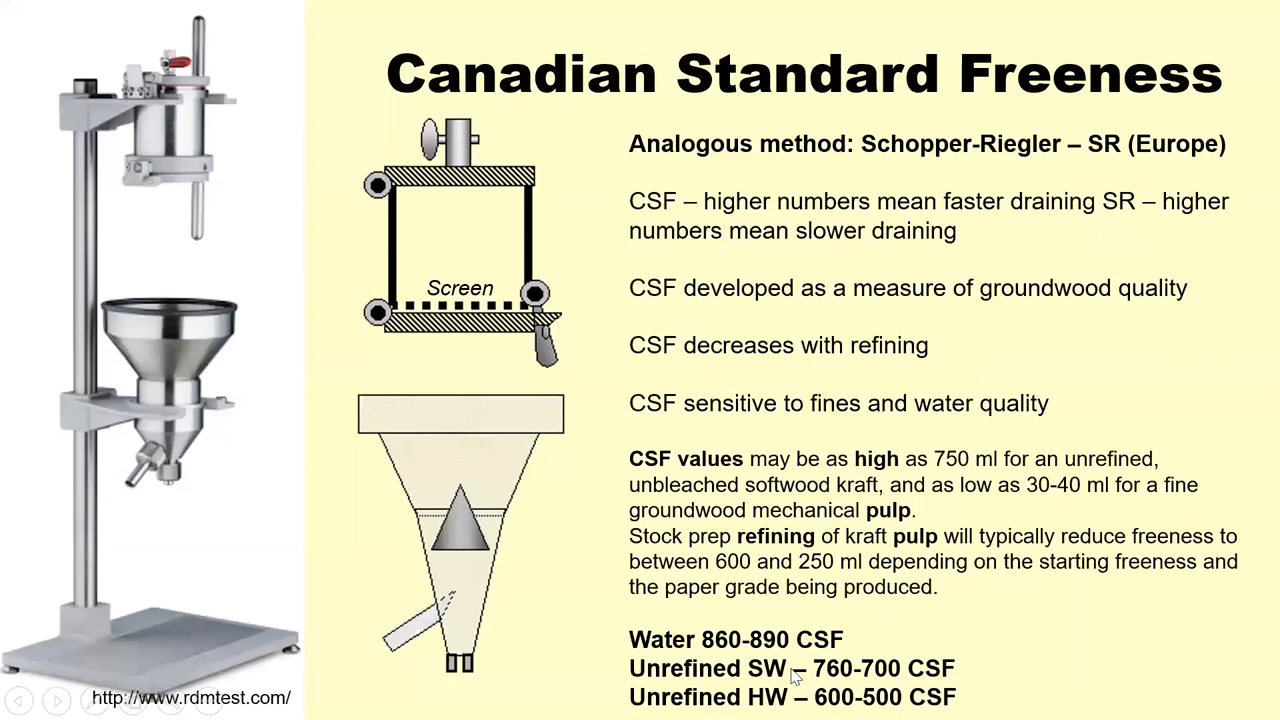 Canadian Standard Freeness
Analogous method: Schopper-Riegler – SR (Europe)
CSF – higher numbers mean faster draining SR – higher
numbers mean slower draining
CSF developed as a measure of groundwood quality
CSF decreases with refining
CSF sensitive to fines and water quality
CSF values may be as high as 750 ml for an unrefined,
unbleached softwood kraft, and as low as 30-40 ml for a fine
groundwood mechanical pulp.
Stock prep refining of kraft pulp will typically reduce freeness to
between 600 and 250 ml depending on the starting freeness and
the paper grade being produced.
Water 860-890 CSF
Unrefined SW – 760-700 CSF
Unrefined HW – 600-500 CSF
Screen
http://www.rdmtest.com/